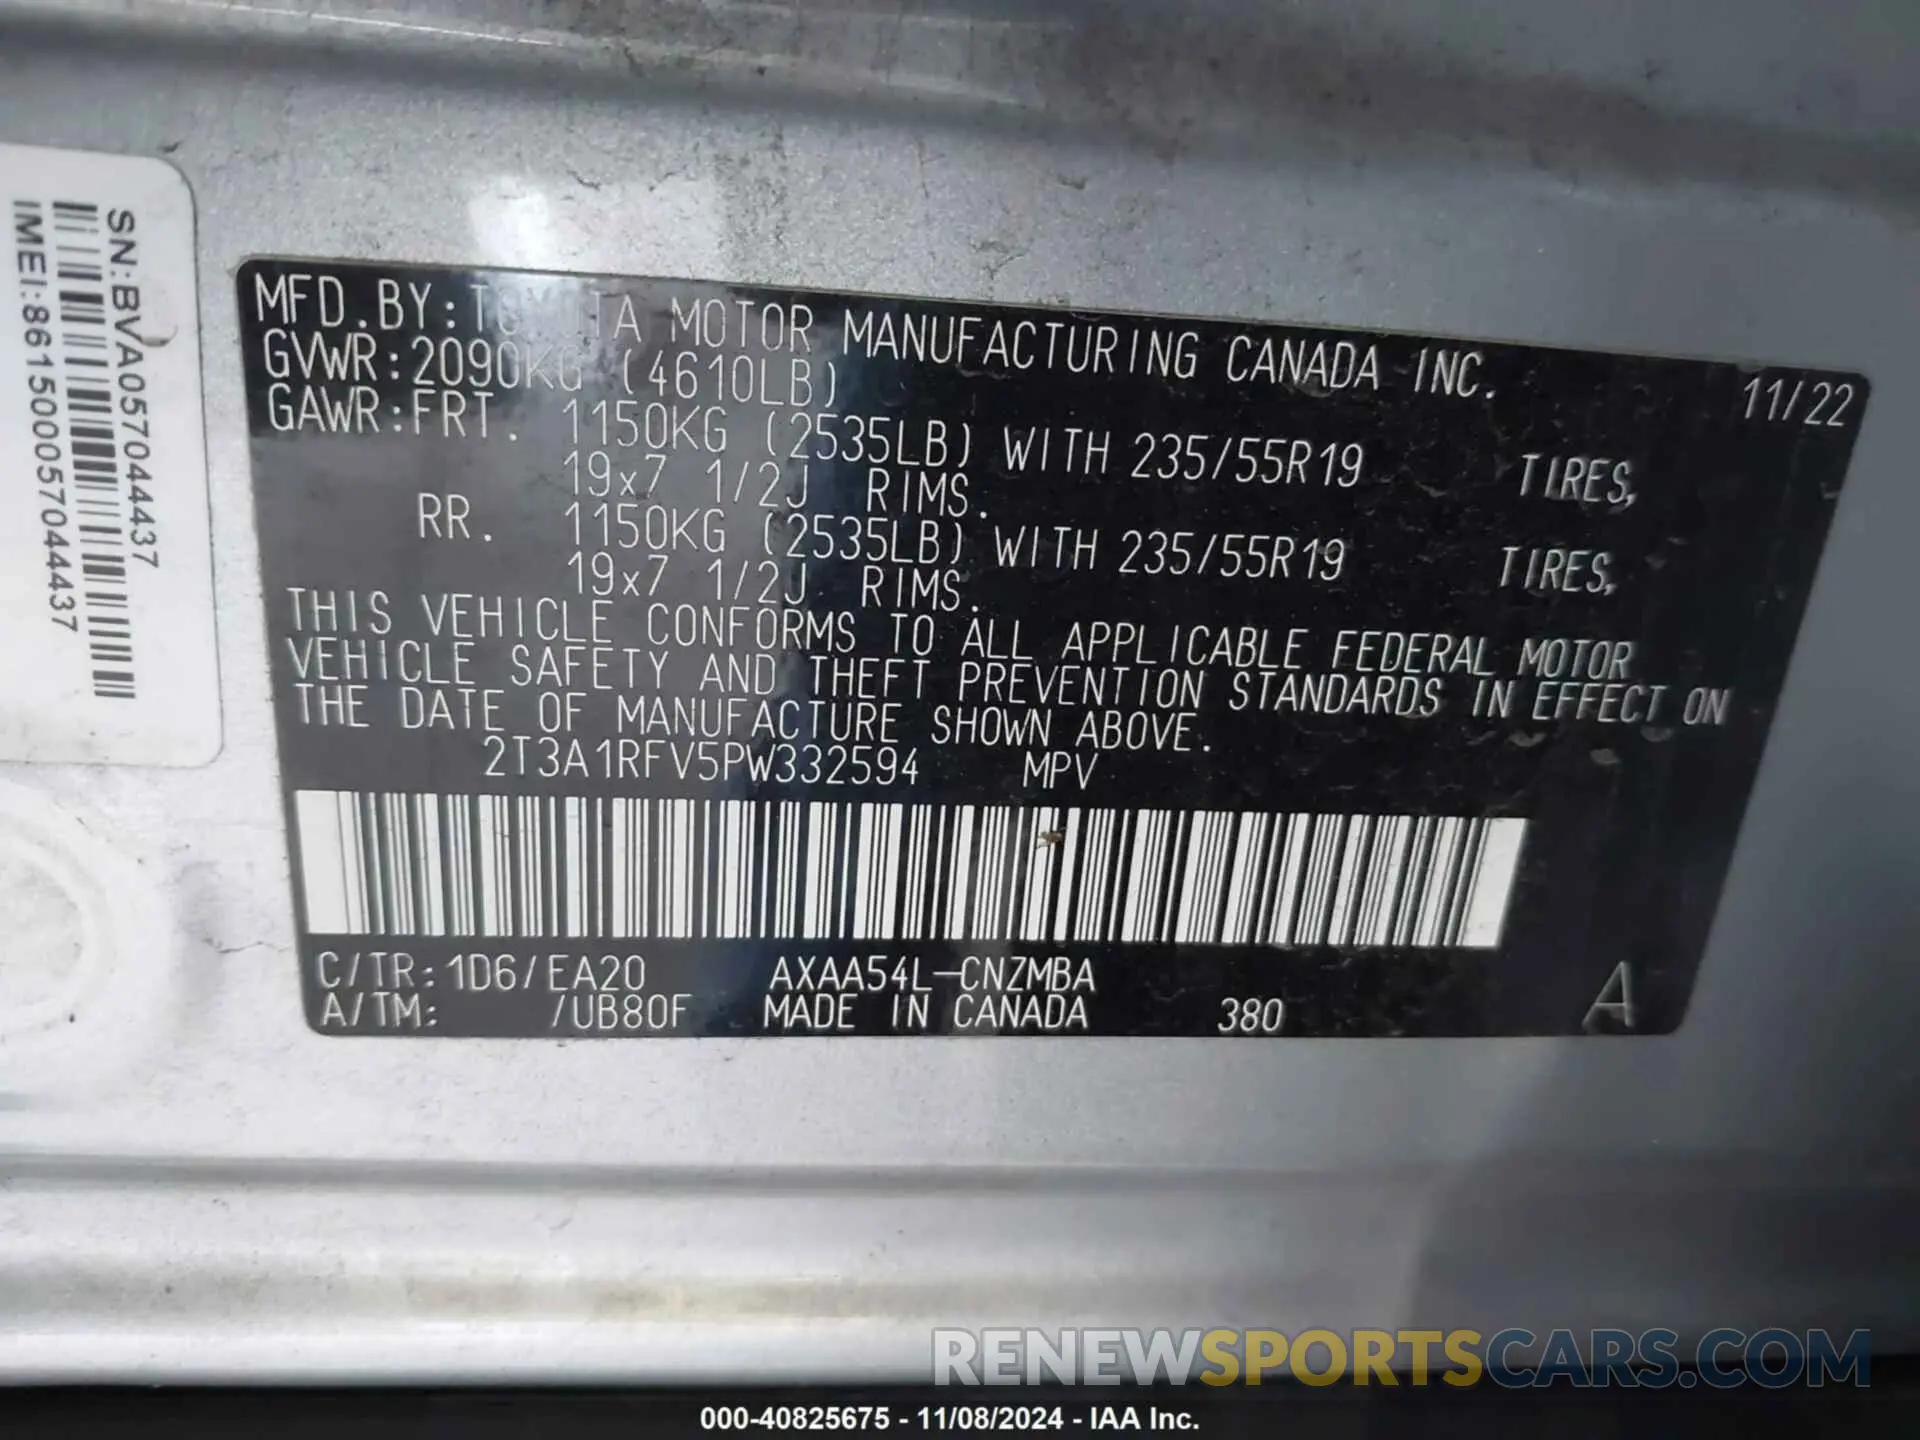 SN:BVA05704437
IMEI:861500057044437
MFD.BY:TOYOTA MOTOR MANUFACTURING CANADA INC. 11/22
GVWR:2090KG (4610LB)
GAWR:FRT. 1150KG (2535LB) WITH 235/55R19 TIRES,
19x7 1/2J RIMS.
RR. 1150KG (2535LB) WITH 235/55R19 TIRES,
19x7 1/2J RIMS.
THIS VEHICLE CONFORMS TO ALL APPLICABLE FEDERAL MOTOR
VEHICLE SAFETY AND THEFT PREVENTION STANDARDS IN EFFECT ON
THE DATE OF MANUFACTURE SHOWN ABOVE.
2T3A1RFV5PW332594 MPV
C/TR:1D6/EA20 AXAA54L-CNZMBA
A/TM: /UB80F MADE IN CANADA 380 A
RENEWSPORTSCARS.COM
000-40825675 - 11/08/2024 - IAA Inc.